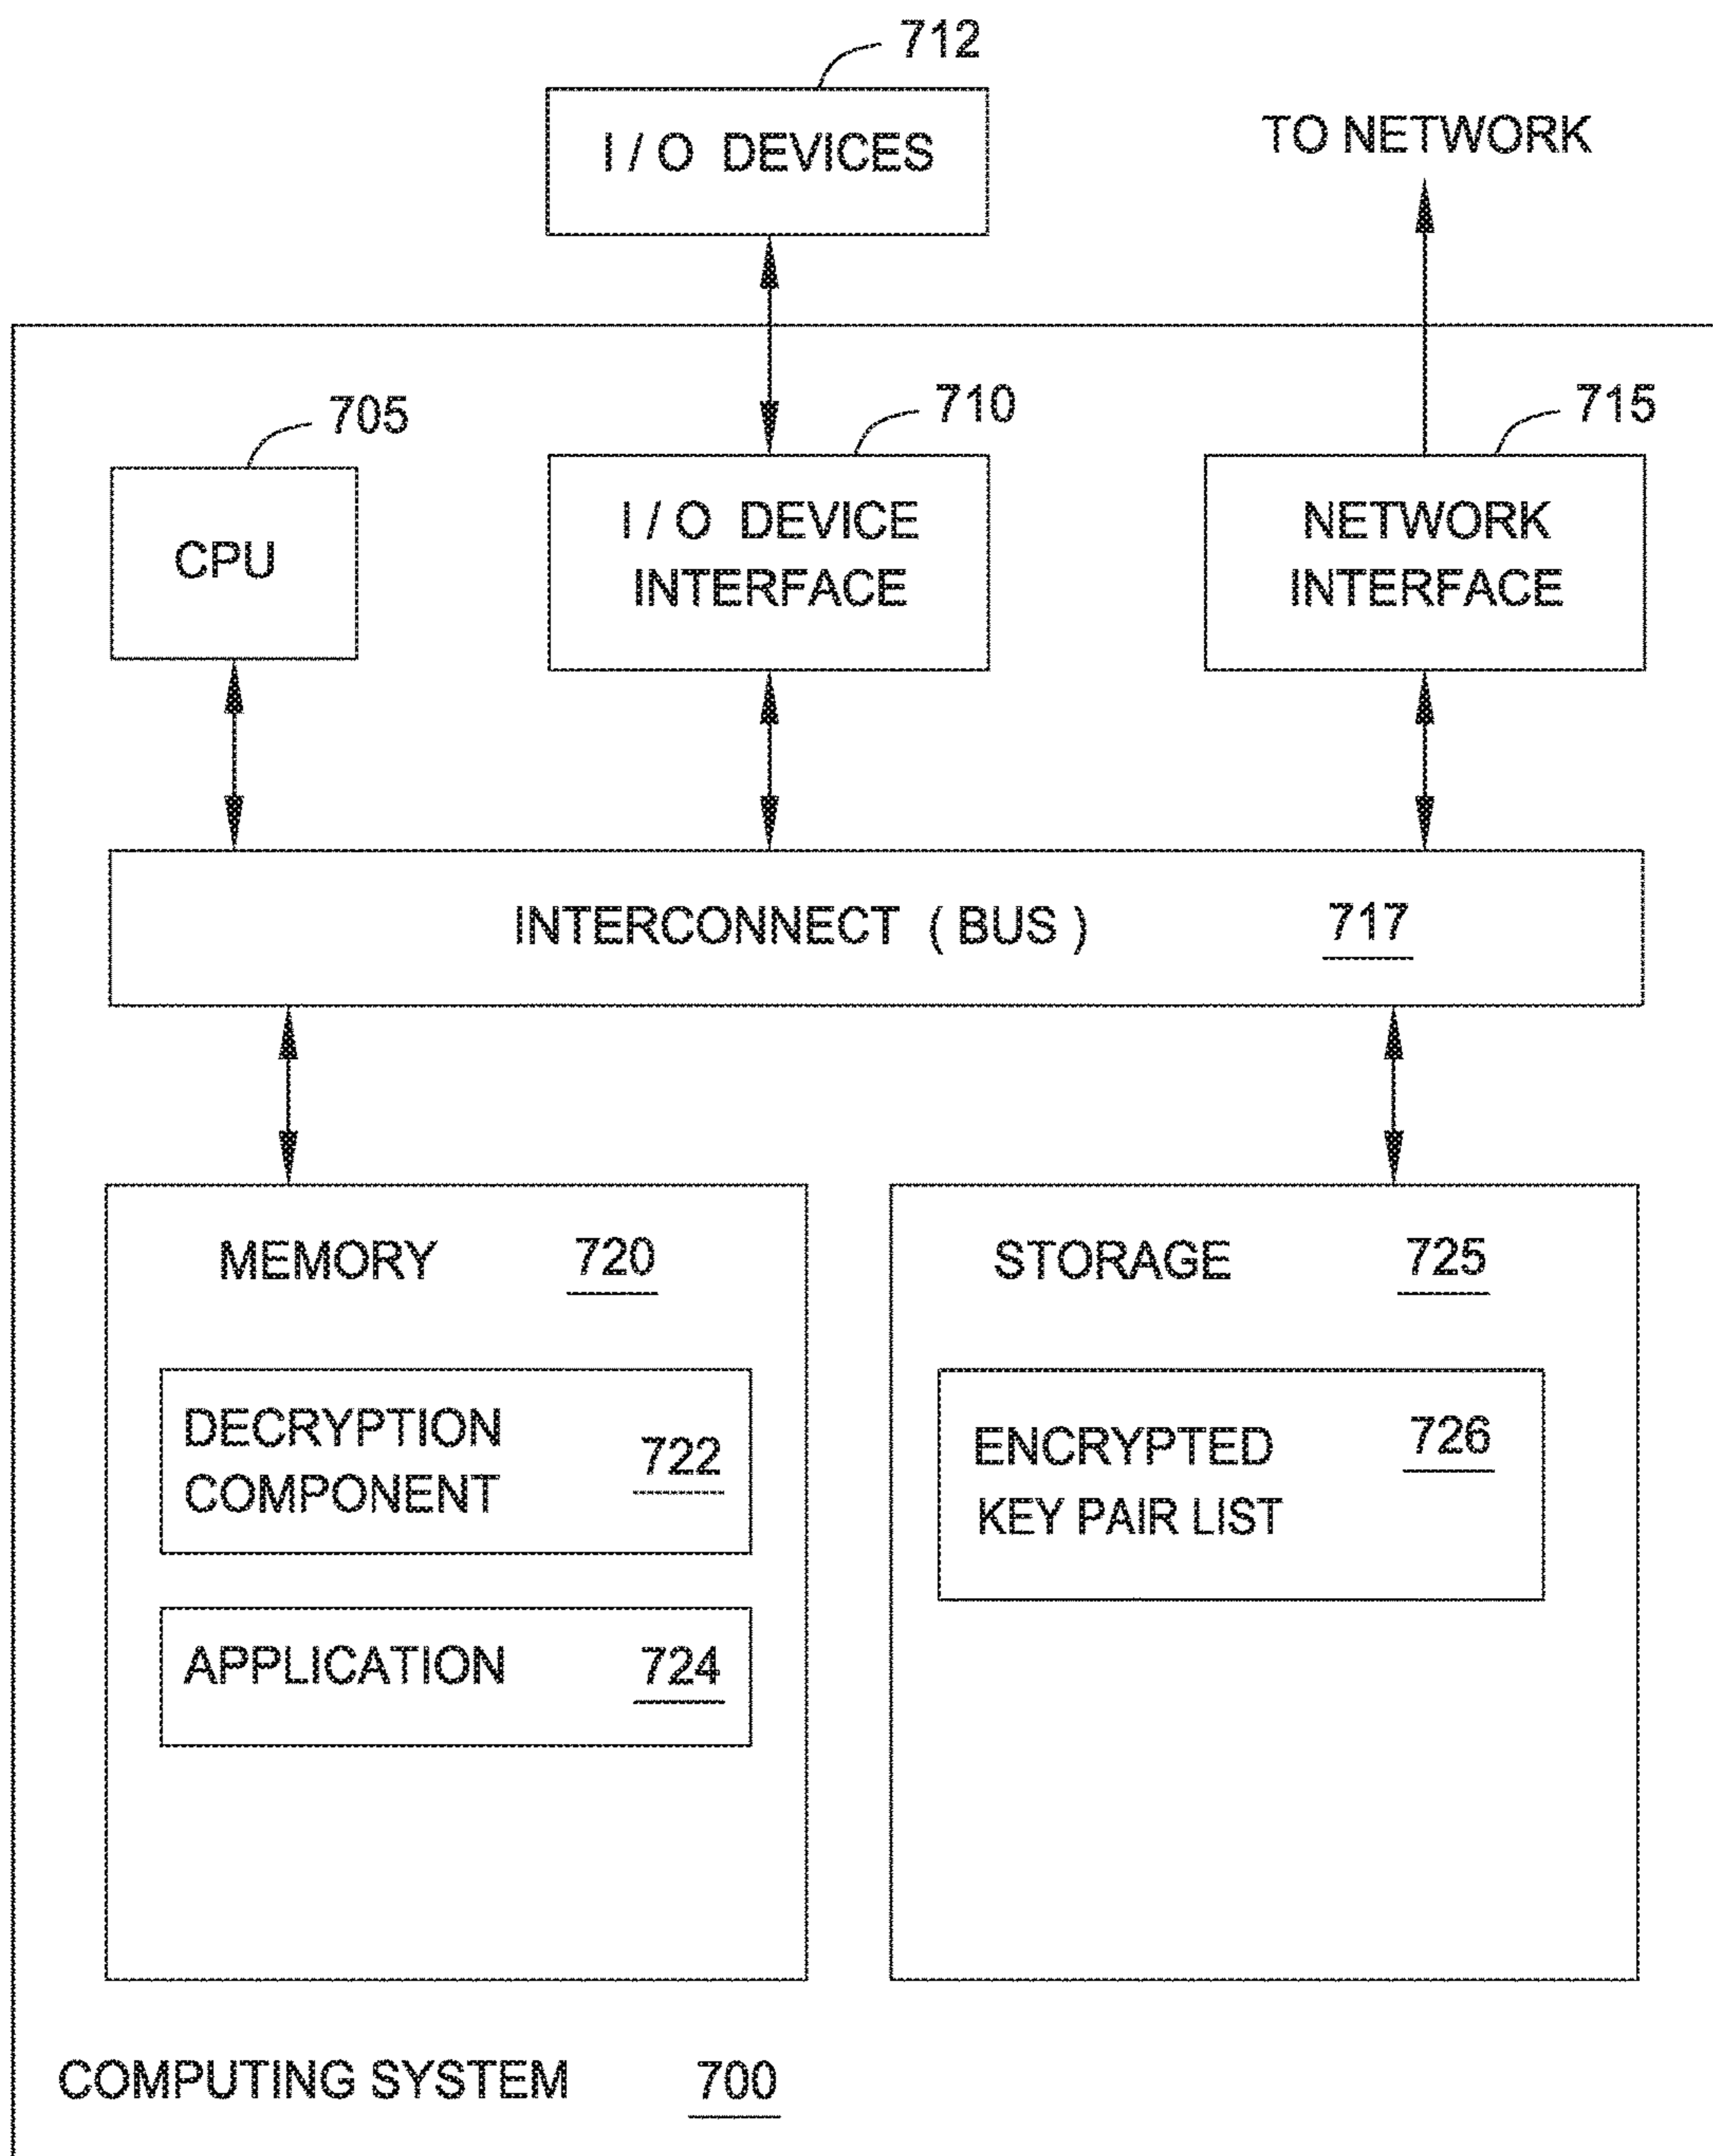 712
I / O DEVICES
TO NETWORK
705
710
715
CPU
I / O DEVICE
INTERFACE
NETWORK
INTERFACE
INTERCONNECT ( BUS ) 717
MEMORY 720
DECRYPTION
COMPONENT 722
APPLICATION 724
STORAGE 725
ENCRYPTED 726
KEY PAIR LIST
COMPUTING SYSTEM 700